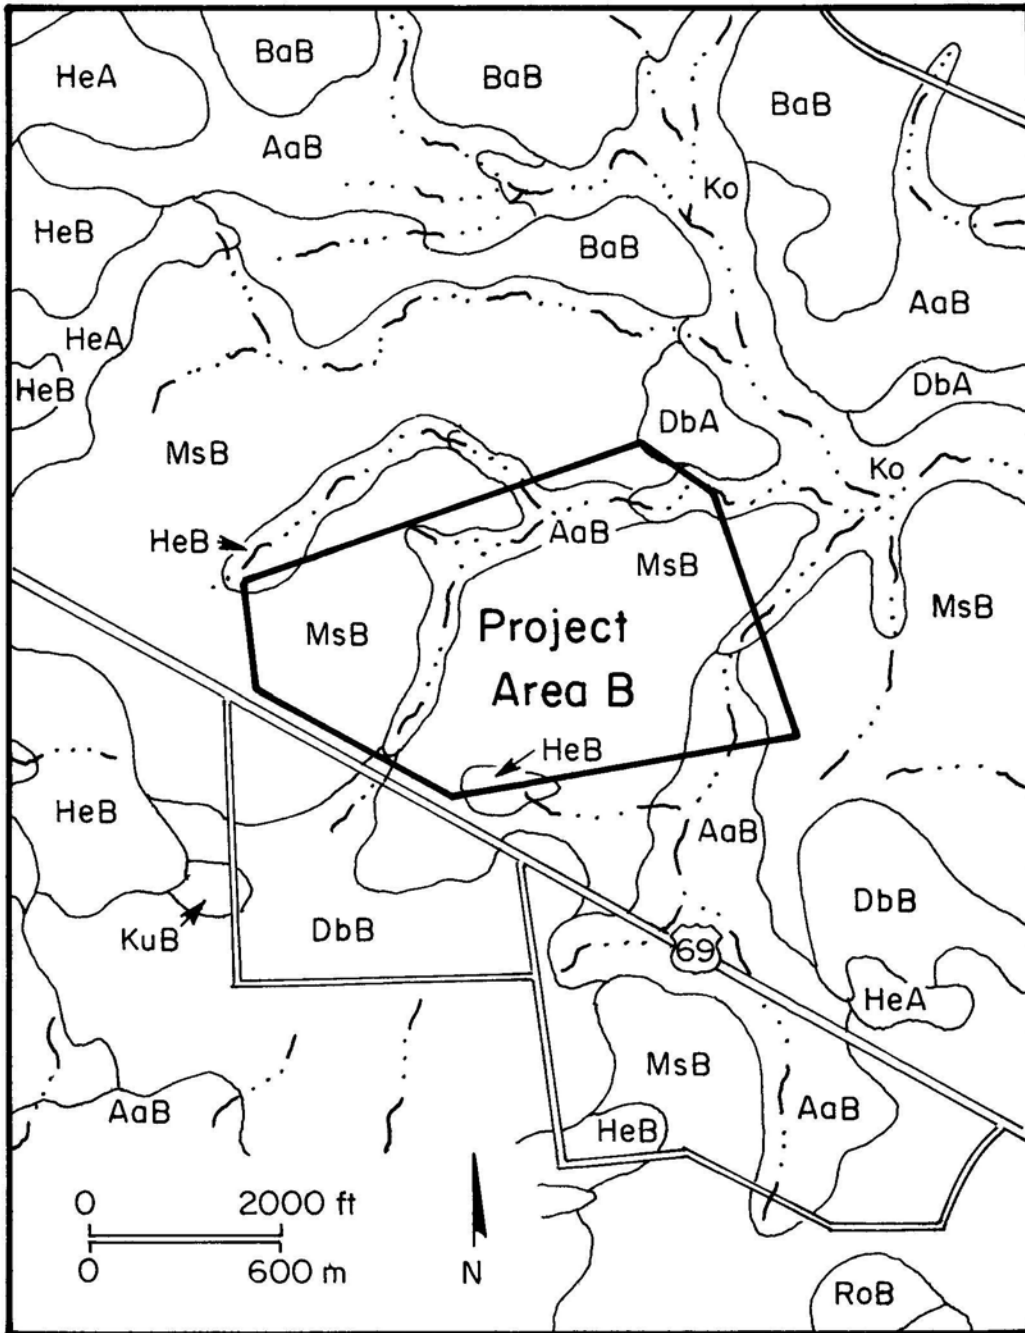 BaB
HeA
BaB
BaB
AaB
Ko
HeB
BaB
AaB
HeA
HeB
DbA
DbA
MsB
Ko
HeB
AaB
MsB
MsB
MsB
Project
Area B
HeB
HeB
AaB
DbB
KuB
DbB
69
HeA
MsB
AaB
AaB
HeB
0 2000 ft
0 600 m
N
RoB